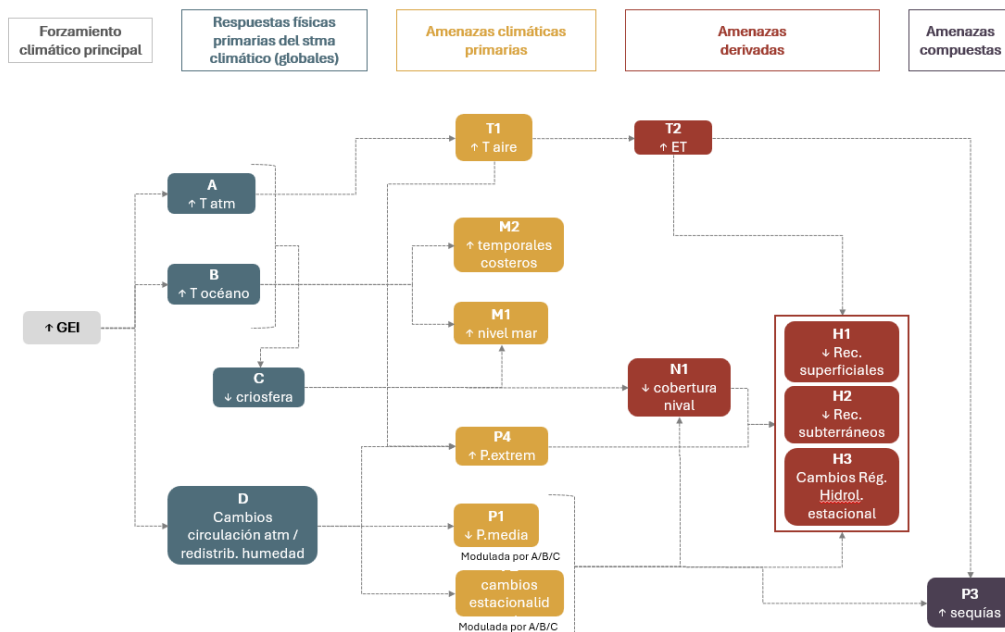 Forzamiento
climático principal
Respuestas físicas
primarias del stma
climático (globales)
Amenazas climáticas
primarias
Amenazas
derivadas
Amenazas
compuestas
T1
↑ T aire
T2
↑ ET
A
↑ T atm
M2
↑ temporales
costeros
B
↑ T océano
M1
↑ nivel mar
↑ GEI
H1
↓ Rec.
superficiales
C
↓ criosfera
N1
↓ cobertura
nival
H2
↓ Rec.
subterráneos
P4
↑ P.extrem
H3
Cambios Rég.
Hidrol.
estacional
D
Cambios
circulación atm /
redistrib. humedad
P1
↓ P.media
Modulada por A/B/C
cambios
estacionalid
Modulada por A/B/C
P3
↑ sequías